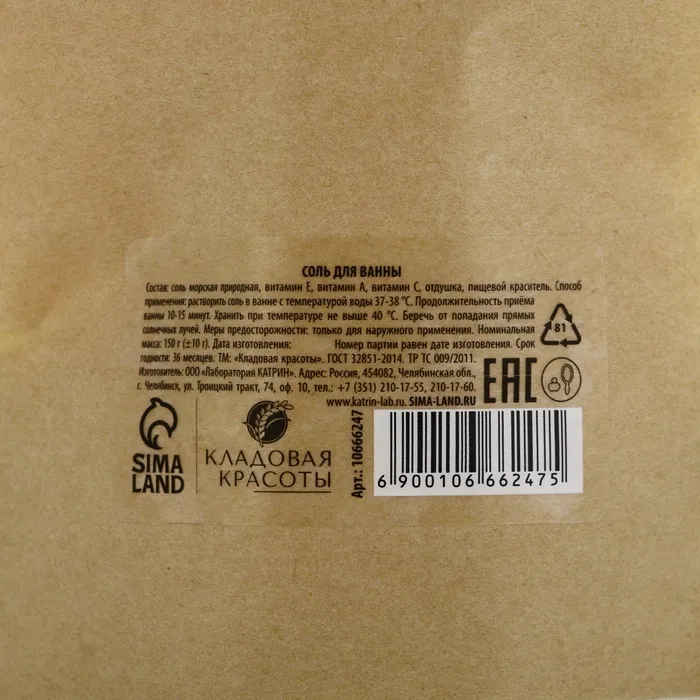 СОЛЬ ДЛЯ ВАННЫ
Состав: соль морская природная, витамин Е, витамин А, витамин С, отдушка, пищевой краситель. Способ
применения: растворить соль в ванне с температурой воды 37-38 °С. Продолжительность приёма
ванны 10-15 минут. Хранить при температуре не выше 40 °С. Беречь от попадания прямых
солнечных лучей. Меры предосторожности: только для наружного применения. Номинальная
масса: 150 г (±10 г). Дата изготовления: Номер партии равен дате изготовления. Срок
годности: 36 месяцев. ТМ: «Кладовая красоты». ГОСТ 32851-2014. ТР ТС 009/2011.
Изготовитель: ООО «Лаборатория КАТРИН». Адрес: Россия, 454082, Челябинская обл.,
г. Челябинск, ул. Троицкий тракт, 74, оф. 10, тел.: +7 (351) 210-17-55, 210-17-60.
www.katrin-lab.ru. SIMA-LAND.RU
81
EAC
SIMA
LAND
КЛАДОВАЯ
КРАСОТЫ
Арт.: 10666247
6 900106 662475